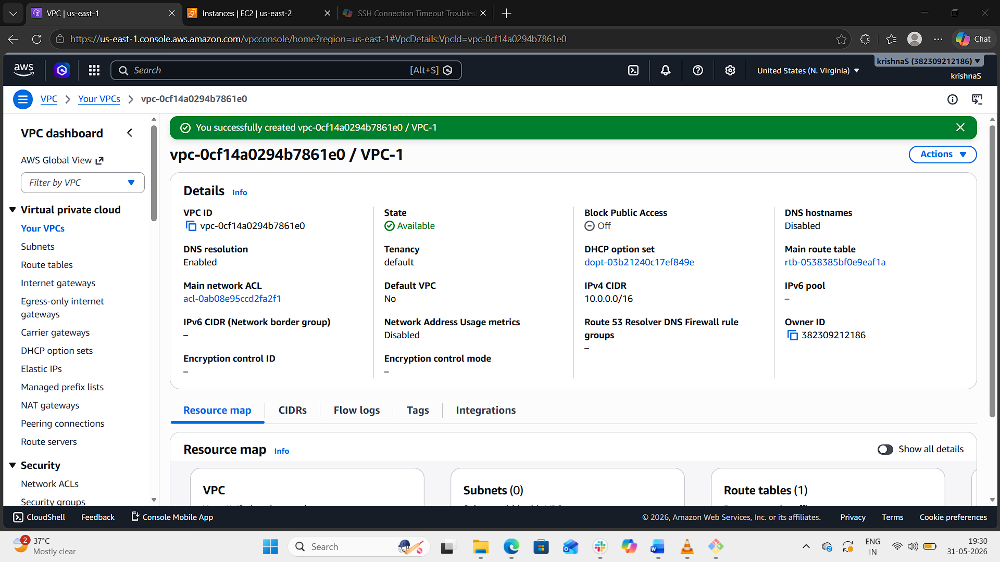 VPC | us-east-1
Instances | EC2 | us-east-2
SSH Connection Timeout Troubles
https://us-east-1.console.aws.amazon.com/vpcconsole/home?region=us-east-1#VpcDetails:VpcId=vpc-0cf14a0294b7861e0
Chat
aws
Search
[Alt+S]
United States (N. Virginia)
krishnaS (382309212186)
krishnaS
VPC
Your VPCs
vpc-0cf14a0294b7861e0
VPC dashboard
AWS Global View
Filter by VPC
Virtual private cloud
Your VPCs
Subnets
Route tables
Internet gateways
Egress-only internet
gateways
Carrier gateways
DHCP option sets
Elastic IPs
Managed prefix lists
NAT gateways
Peering connections
Route servers
Security
Network ACLs
Security groups
You successfully created vpc-0cf14a0294b7861e0 / VPC-1
vpc-0cf14a0294b7861e0 / VPC-1
Actions
Details Info
VPC ID
vpc-0cf14a0294b7861e0
State
Available
Block Public Access
Off
DNS hostnames
Disabled
DNS resolution
Enabled
Tenancy
default
DHCP option set
dopt-03b21240c17ef849e
Main route table
rtb-0538385bf0e9eaf1a
Main network ACL
acl-0ab08e95ccd2fa2f1
Default VPC
No
IPv4 CIDR
10.0.0.0/16
IPv6 pool
–
IPv6 CIDR (Network border group)
–
Network Address Usage metrics
Disabled
Route 53 Resolver DNS Firewall rule
groups
–
Owner ID
382309212186
Encryption control ID
–
Encryption control mode
–
Resource map
CIDRs
Flow logs
Tags
Integrations
Resource map Info
Show all details
VPC
Subnets (0)
Route tables (1)
CloudShell
Feedback
Console Mobile App
© 2026, Amazon Web Services, Inc. or its affiliates.
Privacy
Terms
Cookie preferences
2
37°C
Mostly clear
Search
ENG
IN
19:30
31-05-2026